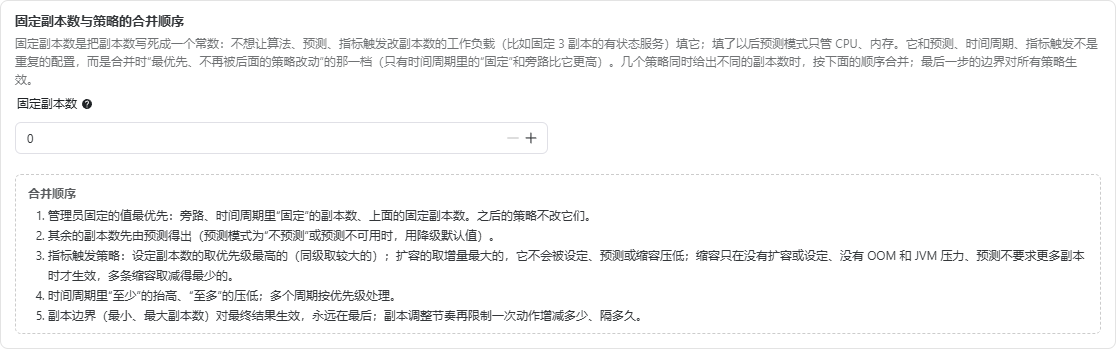 固定副本数与策略的合并顺序
固定副本数是把副本数写死成一个常数：不想让算法、预测、指标触发改副本数的工作负载（比如固定 3 副本的有状态服务）填它；填了以后预测模式只管 CPU、内存。它和预测、时间周期、指标触发不是
重复的配置，而是合并时“最优先、不再被后面的策略改动”的那一档（只有时间周期里的“固定”和旁路比它更高）。几个策略同时给出不同的副本数时，按下面的顺序合并；最后一步的边界对所有策略生
效。
固定副本数 ?
0
合并顺序
1. 管理员固定的值最优先：旁路、时间周期里“固定”的副本数、上面的固定副本数。之后的策略不改它们。
2. 其余的副本数先由预测得出（预测模式为“不预测”或预测不可用时，用降级默认值）。
3. 指标触发策略：设定副本数的取优先级最高的（同级取较大的）；扩容的取增量最大的，它不会被设定、预测或缩容压低；缩容只在没有扩容或设定、没有 OOM 和 JVM 压力、预测不要求更多副本
时才生效，多条缩容取减得最少的。
4. 时间周期里“至少”的抬高、“至多”的压低；多个周期按优先级处理。
5. 副本边界（最小、最大副本数）对最终结果生效，永远在最后；副本调整节奏再限制一次动作增减多少、隔多久。